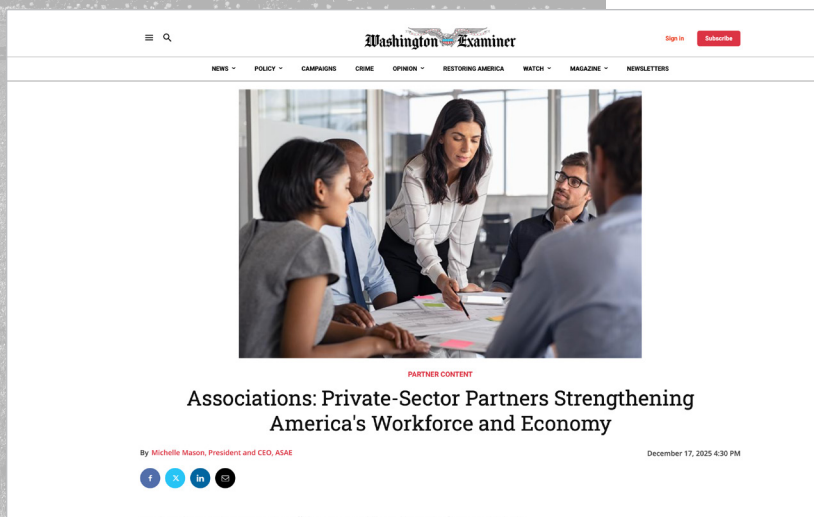 Washington Examiner
Sign in
Subscribe
NEWS POLICY CAMPAIGNS CRIME OPINION RESTORING AMERICA WATCH MAGAZINE NEWSLETTERS
PARTNER CONTENT
Associations: Private-Sector Partners Strengthening
America's Workforce and Economy
By Michelle Mason, President and CEO, ASAE
December 17, 2025 4:30 PM